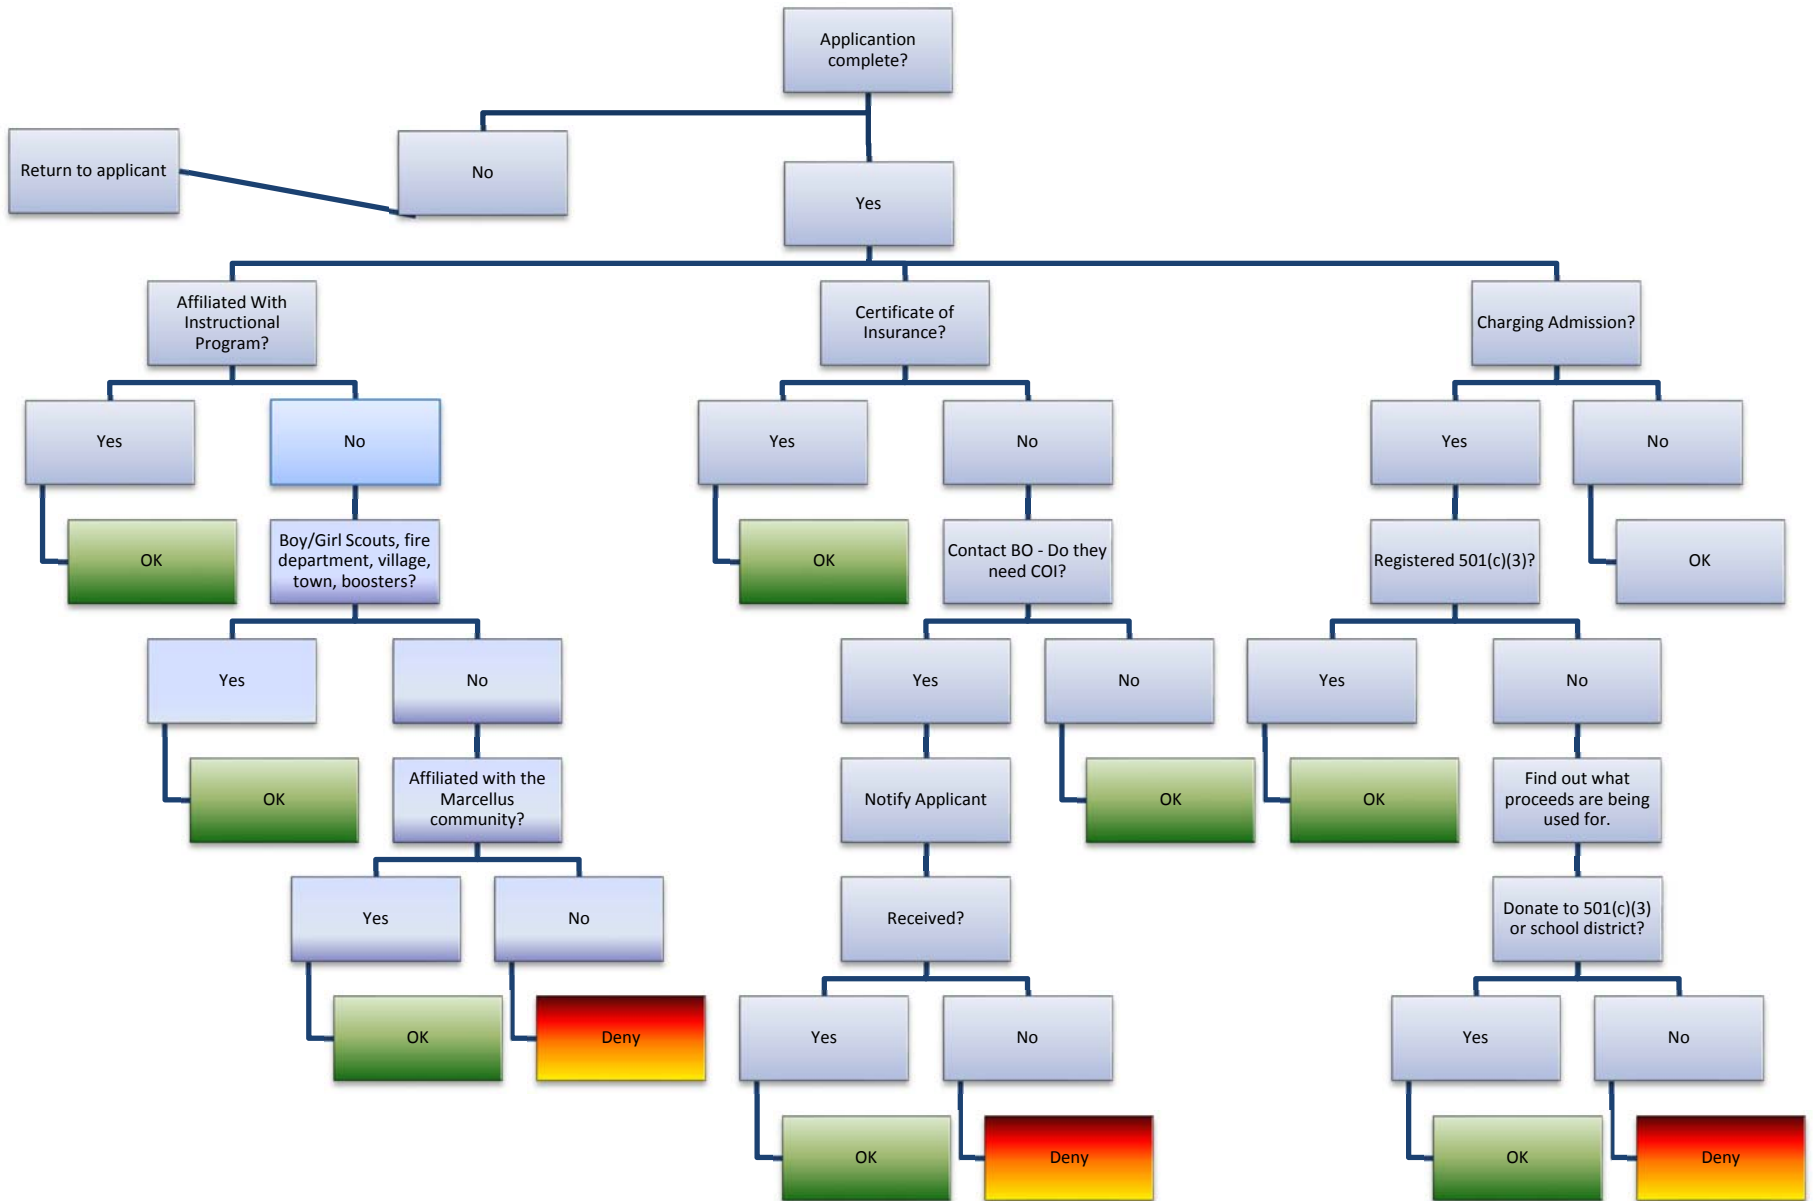 Applicantion
complete?
Return to applicant
No
Yes
Affiliated With
Instructional
Program?
Certificate of
Insurance?
Charging Admission?
Yes
No
Yes
No
Yes
No
OK
Boy/Girl Scouts, fire
department, village,
town, boosters?
OK
Contact BO - Do they
need COI?
Registered 501(c)(3)?
OK
Yes
No
Yes
No
Yes
No
OK
Affiliated with the
Marcellus
community?
Notify Applicant
OK
OK
Find out what
proceeds are being
used for.
Yes
No
Received?
Donate to 501(c)(3)
or school district?
OK
Deny
Yes
No
Yes
No
OK
Deny
OK
Deny